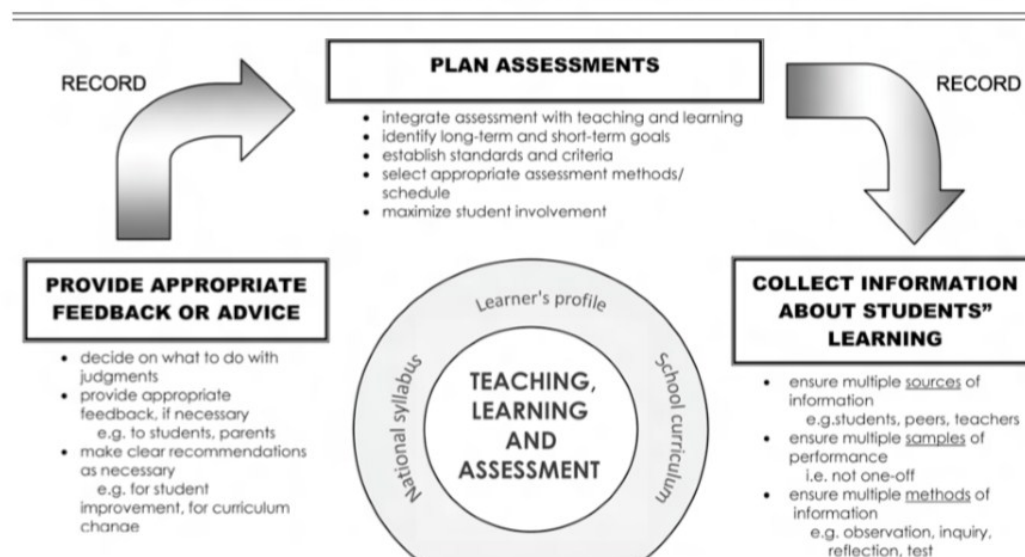 RECORD
PLAN ASSESSMENTS
RECORD
• integrate assessment with teaching and learning
• identify long-term and short-term goals
• establish standards and criteria
• select appropriate assessment methods/
schedule
• maximize student involvement
PROVIDE APPROPRIATE
FEEDBACK OR ADVICE
• decide on what to do with
judgments
• provide appropriate
feedback, if necessary
e.g. to students, parents
• make clear recommendations
as necessary
e.g. for student
improvement, for curriculum
change
Learner's profile
National syllabus
School curriculum
TEACHING,
LEARNING
AND
ASSESSMENT
COLLECT INFORMATION
ABOUT STUDENTS”
LEARNING
• ensure multiple sources of
information
e.g.students, peers, teachers
• ensure multiple samples of
performance
i.e. not one-off
• ensure multiple methods of
information
e.g. observation, inquiry,
reflection, test